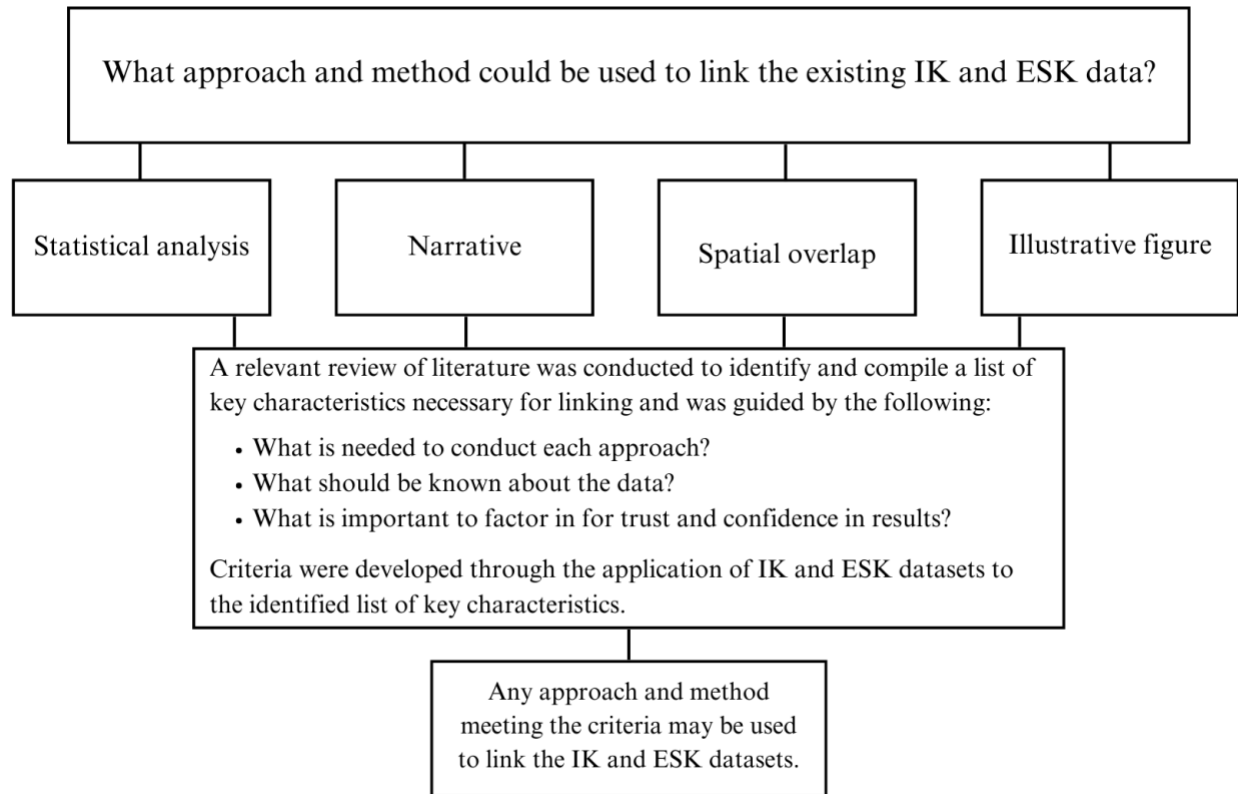 What approach and method could be used to link the existing IK and ESK data?
Statistical analysis
Narrative
Spatial overlap
Illustrative figure
A relevant review of literature was conducted to identify and compile a list of
key characteristics necessary for linking and was guided by the following:
• What is needed to conduct each approach?
• What should be known about the data?
• What is important to factor in for trust and confidence in results?
Criteria were developed through the application of IK and ESK datasets to
the identified list of key characteristics.
Any approach and method
meeting the criteria may be used
to link the IK and ESK datasets.